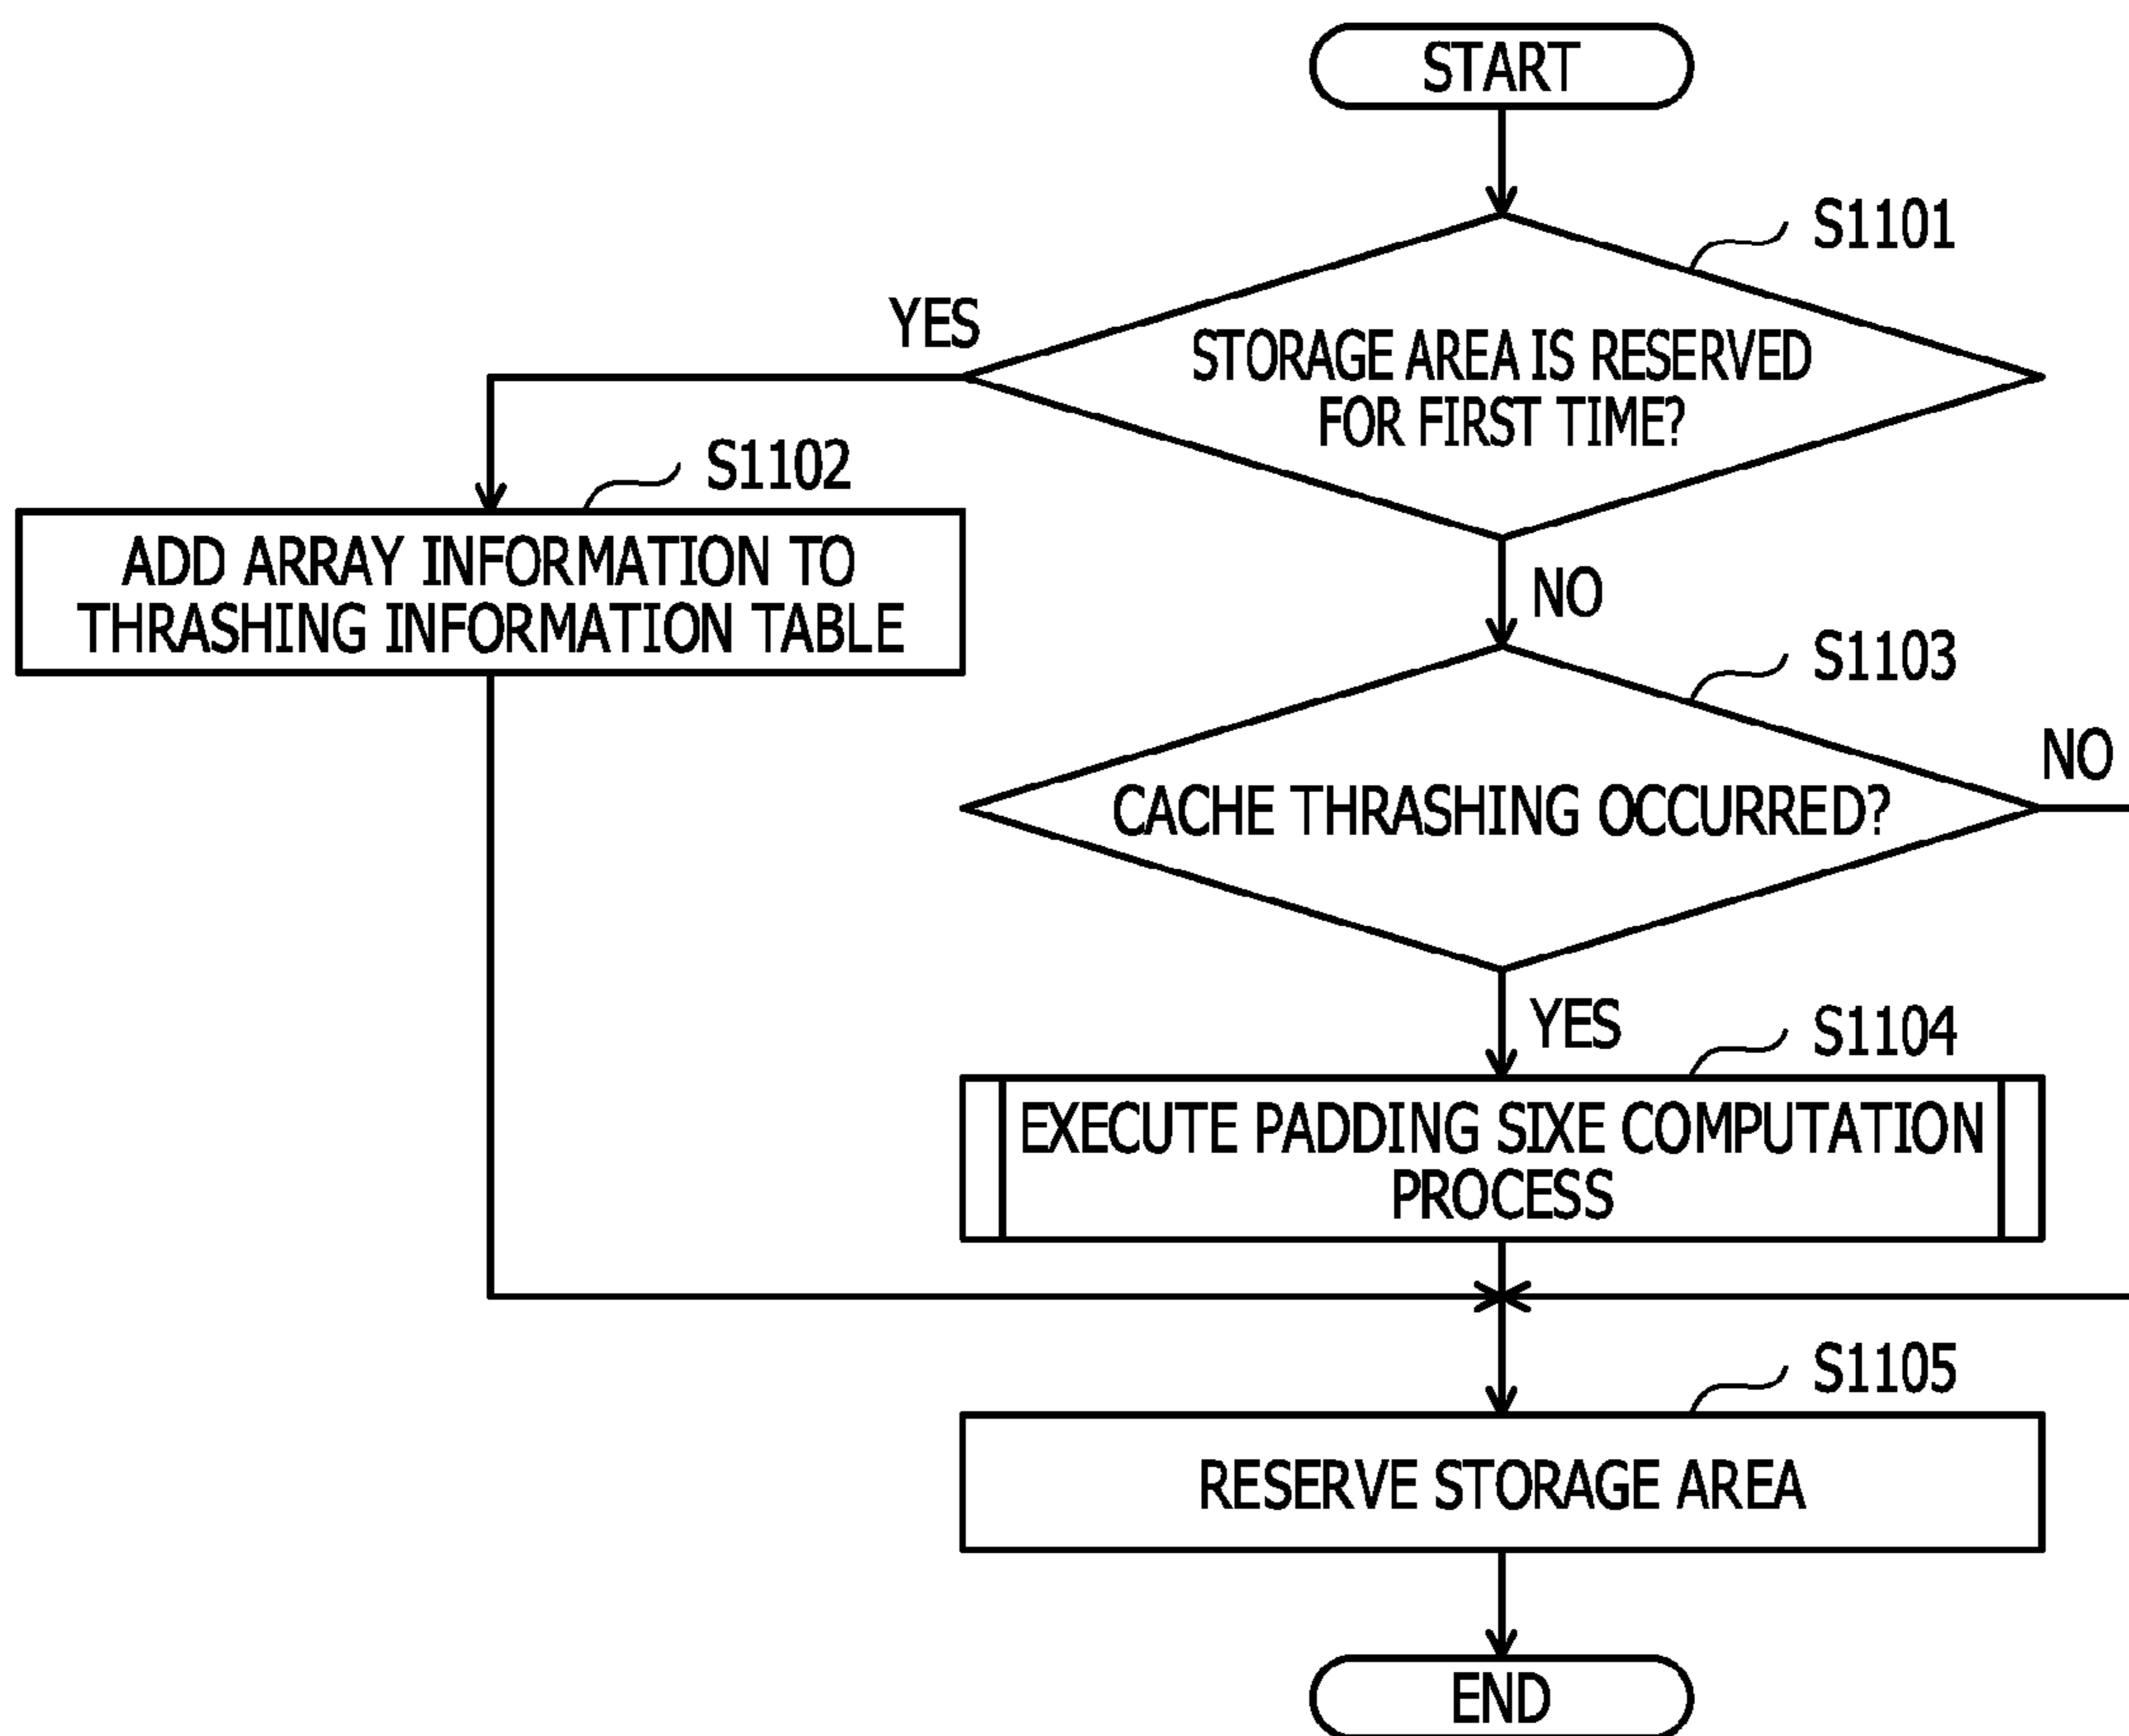 START
S1101
YES
STORAGE AREA IS RESERVED
FOR FIRST TIME?
S1102
ADD ARRAY INFORMATION TO
THRASHING INFORMATION TABLE
NO
S1103
NO
CACHE THRASHING OCCURRED?
YES
S1104
EXECUTE PADDING SIXE COMPUTATION
PROCESS
S1105
RESERVE STORAGE AREA
END